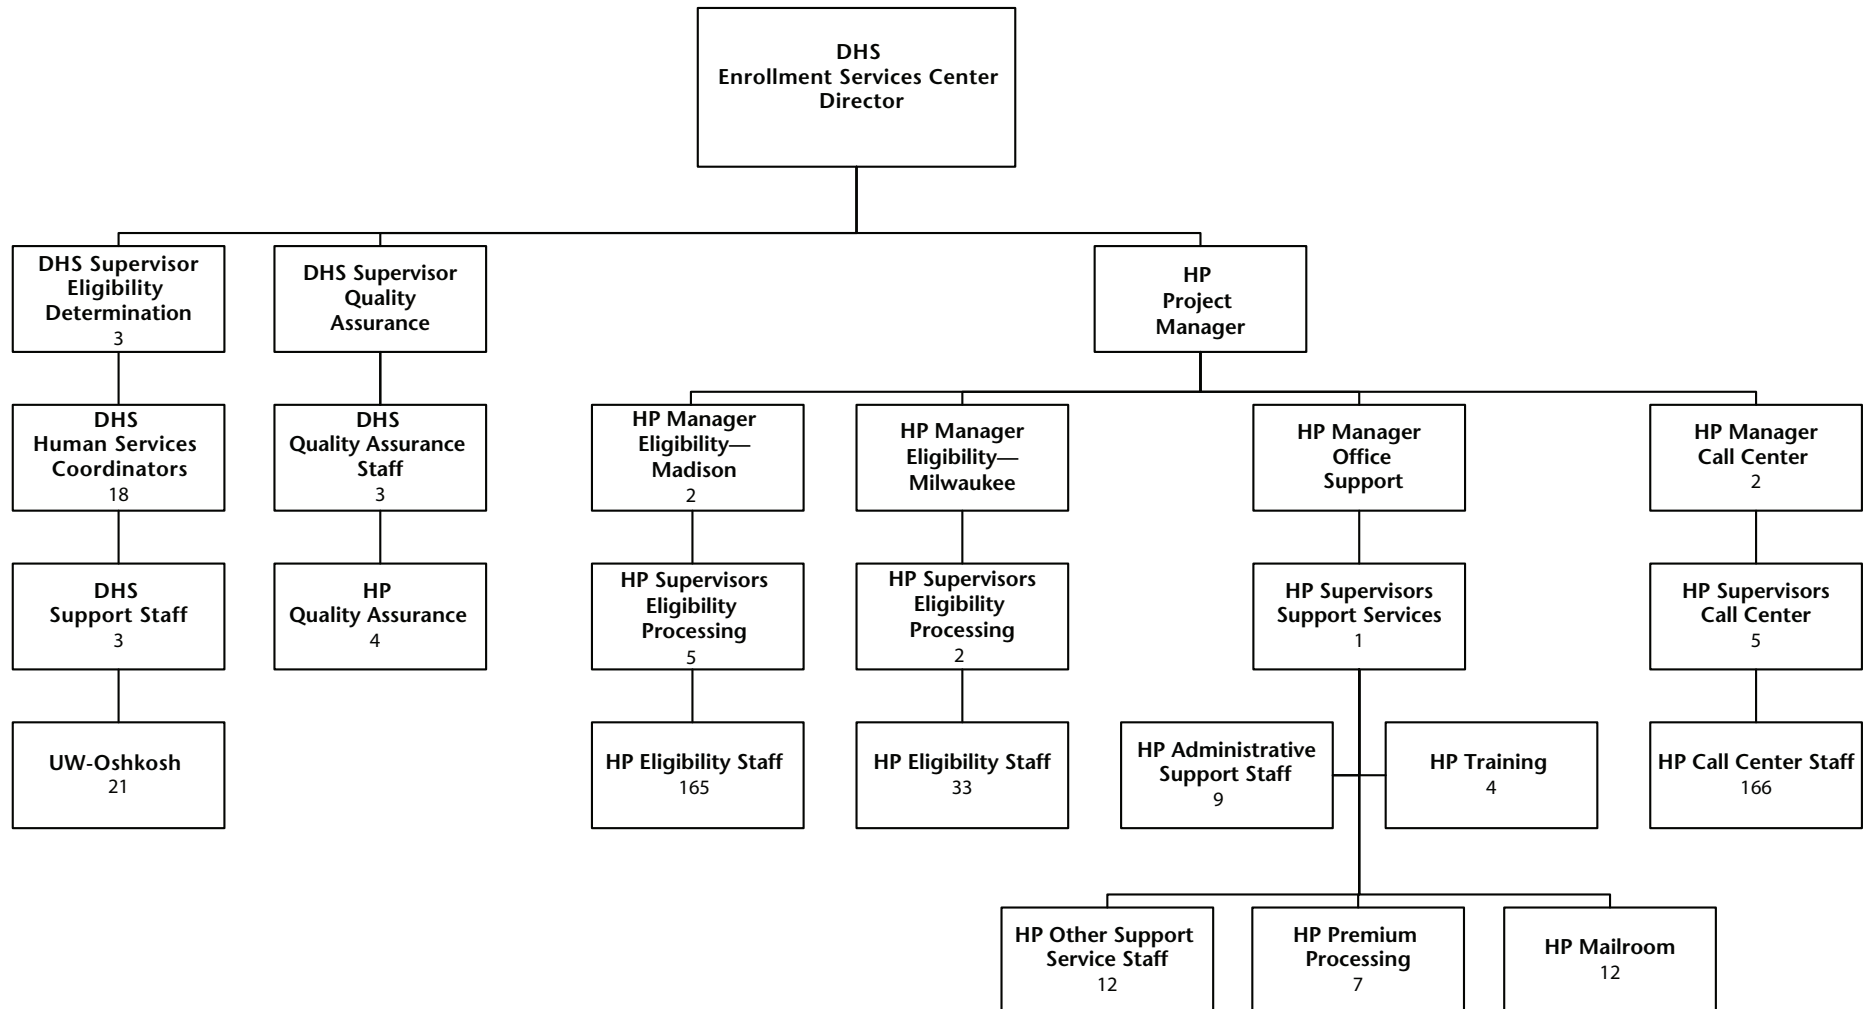 DHS
Enrollment Services Center
Director
DHS Supervisor
Eligibility
Determination
3
DHS Supervisor
Quality
Assurance
HP
Project
Manager
DHS
Human Services
Coordinators
18
DHS
Quality Assurance
Staff
3
HP Manager
Eligibility—
Madison
2
HP Manager
Eligibility—
Milwaukee
HP Manager
Office
Support
HP Manager
Call Center
2
DHS
Support Staff
3
HP
Quality Assurance
4
HP Supervisors
Eligibility
Processing
5
HP Supervisors
Eligibility
Processing
2
HP Supervisors
Support Services
1
HP Supervisors
Call Center
5
UW-Oshkosh
21
HP Eligibility Staff
165
HP Eligibility Staff
33
HP Administrative
Support Staff
9
HP Training
4
HP Call Center Staff
166
HP Other Support
Service Staff
12
HP Premium
Processing
7
HP Mailroom
12